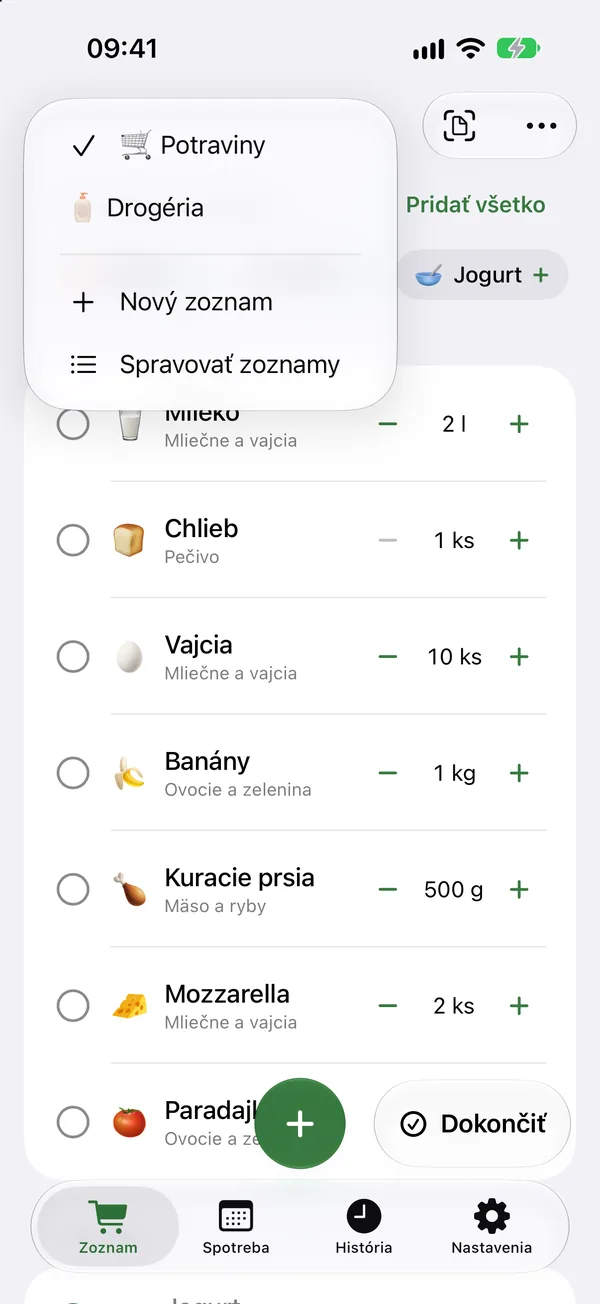 09:41
Potraviny
Drogéria
Nový zoznam
Spravovať zoznamy
Pridať všetko
Jogurt +
Mlieko
Mliečne a vajcia
2 l
Chlieb
Pečivo
1 ks
Vajcia
Mliečne a vajcia
10 ks
Banány
Ovocie a zelenina
1 kg
Kuracie prsia
Mäso a ryby
500 g
Mozzarella
Mliečne a vajcia
2 ks
Ovocie a
Dokončiť
Zoznam
Spotreba
História
Nastavenia